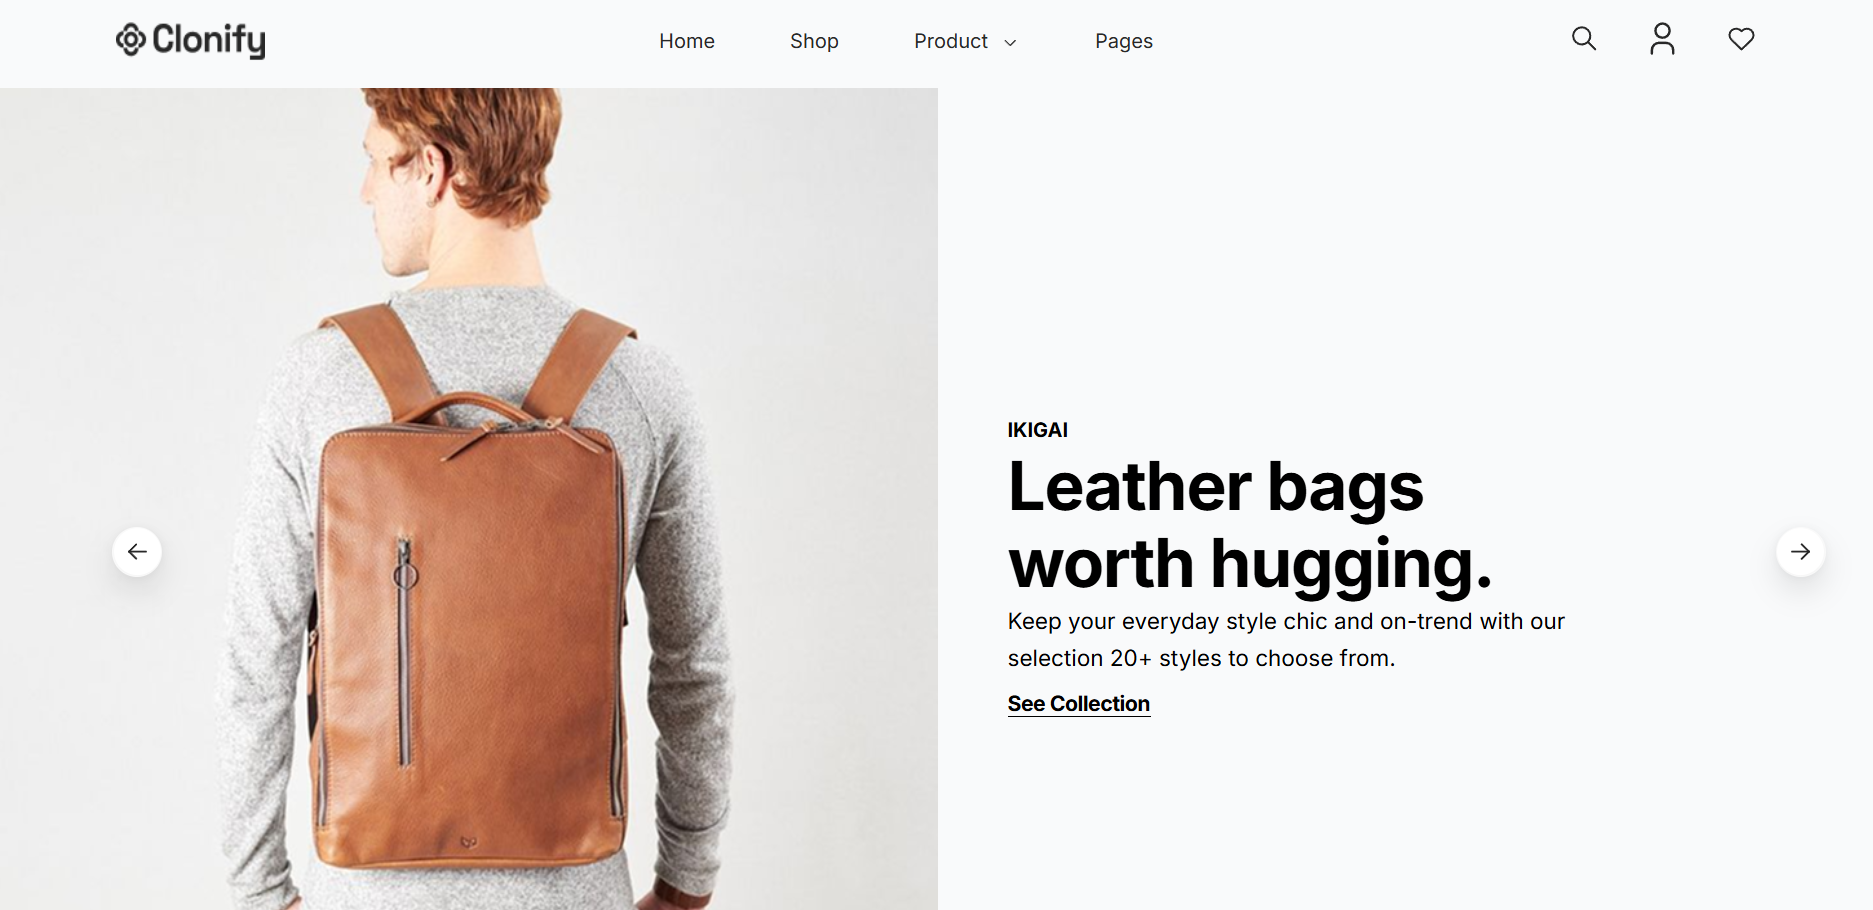 Clonify
Home
Shop
Product
Pages
IKIGAI
Leather bags
worth hugging.
Keep your everyday style chic and on-trend with our
selection 20+ styles to choose from.
See Collection